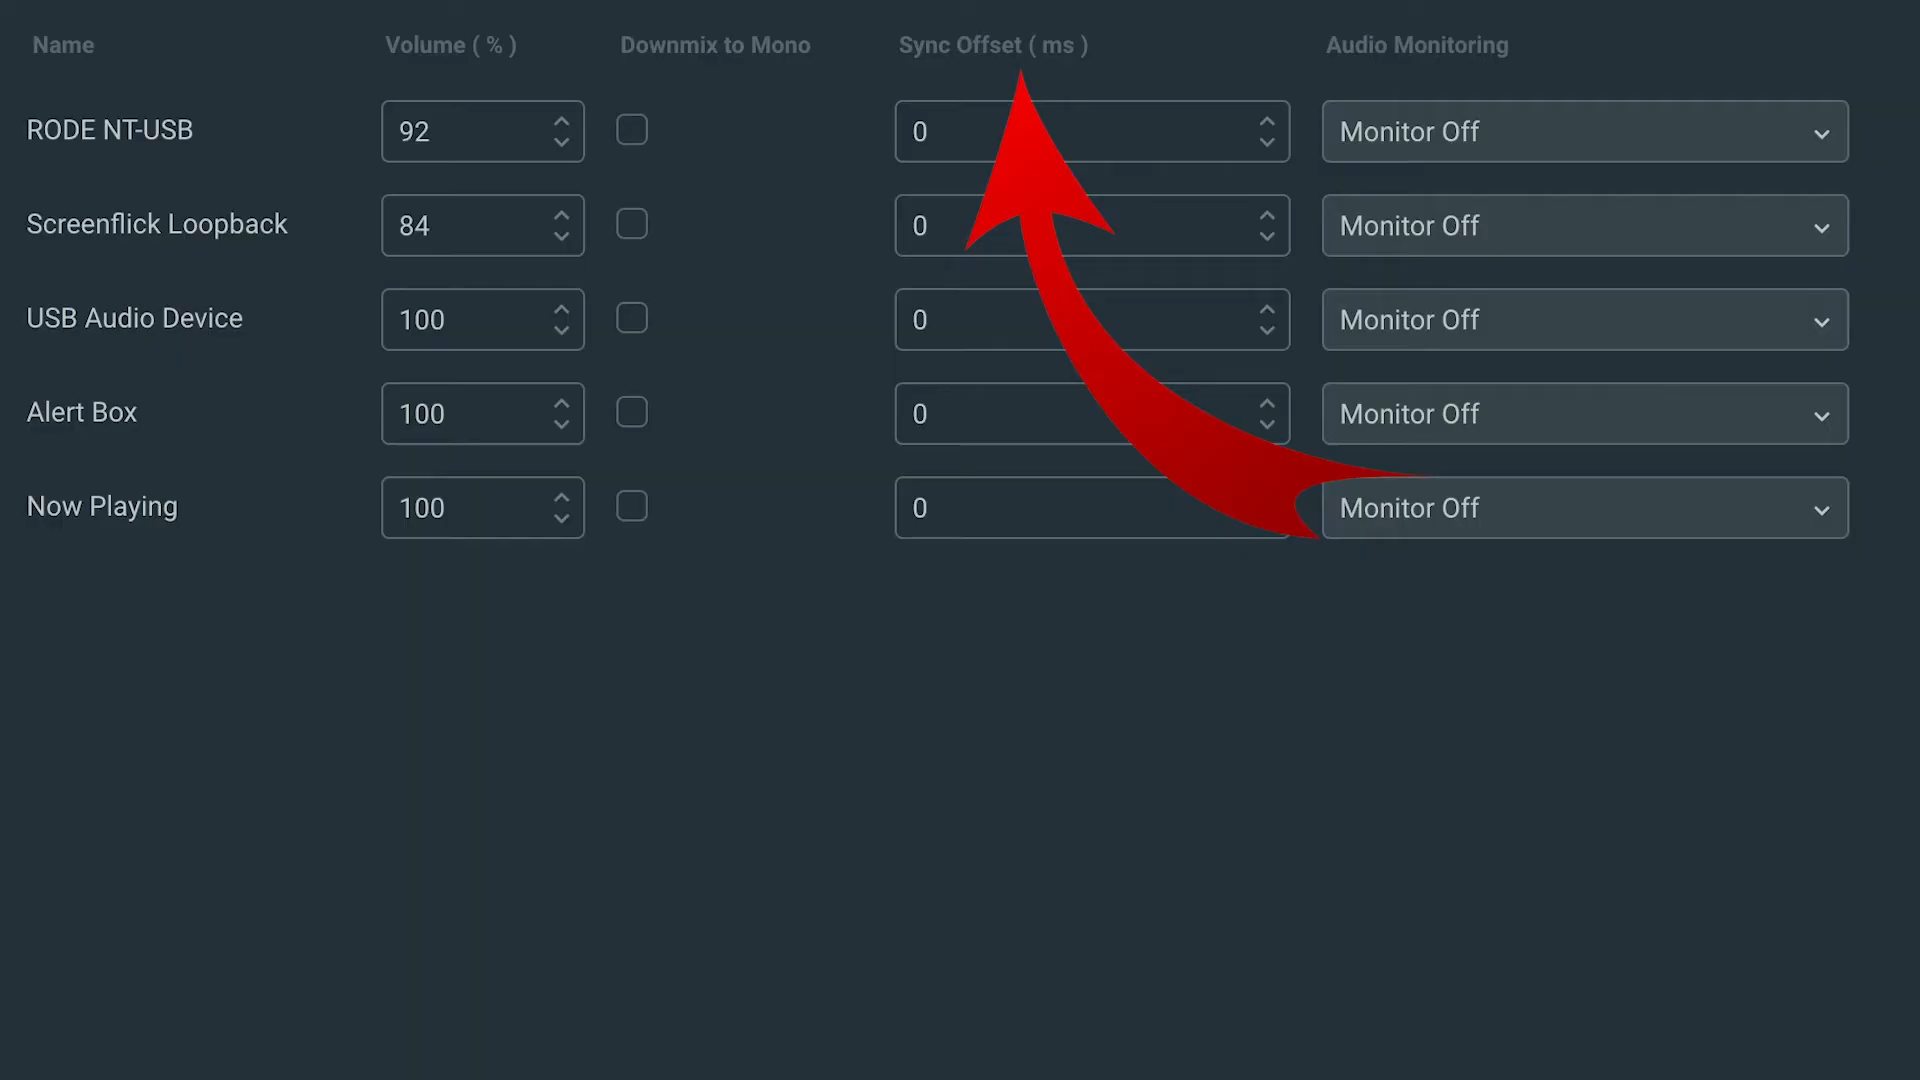 Name Volume ( % ) Downmix to Mono Sync Offset ( ms ) Audio Monitoring
RODE NT-USB 92 0 Monitor Off
Screenflick Loopback 84 0 Monitor Off
USB Audio Device 100 0 Monitor Off
Alert Box 100 0 Monitor Off
Now Playing 100 0 Monitor Off